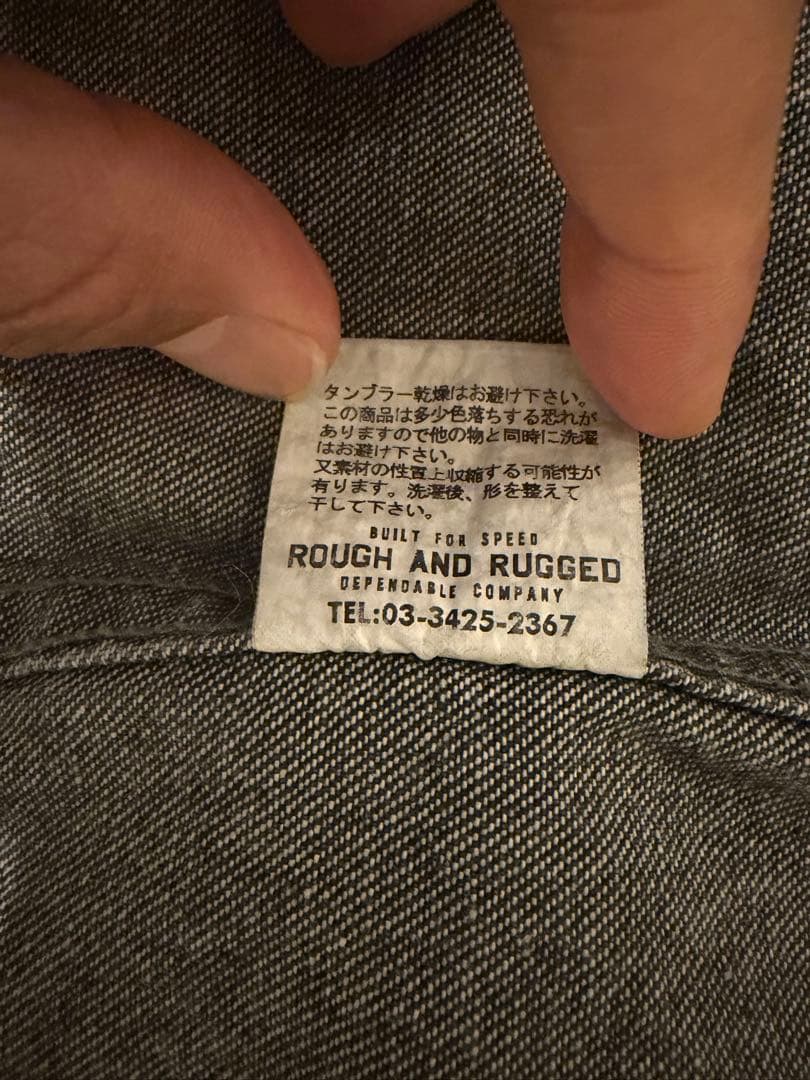 タンブラー乾燥はお避け下さい。
この商品は多少色落ちする恐れが
ありますので他の物と同時に洗濯
はお避け下さい。
又素材の性質上収縮する可能性が
有ります。洗濯後、形を整えて
干して下さい。
BUILT FOR SPEED
ROUGH AND RUGGED
DEPENDABLE COMPANY
TEL:03-3425-2367